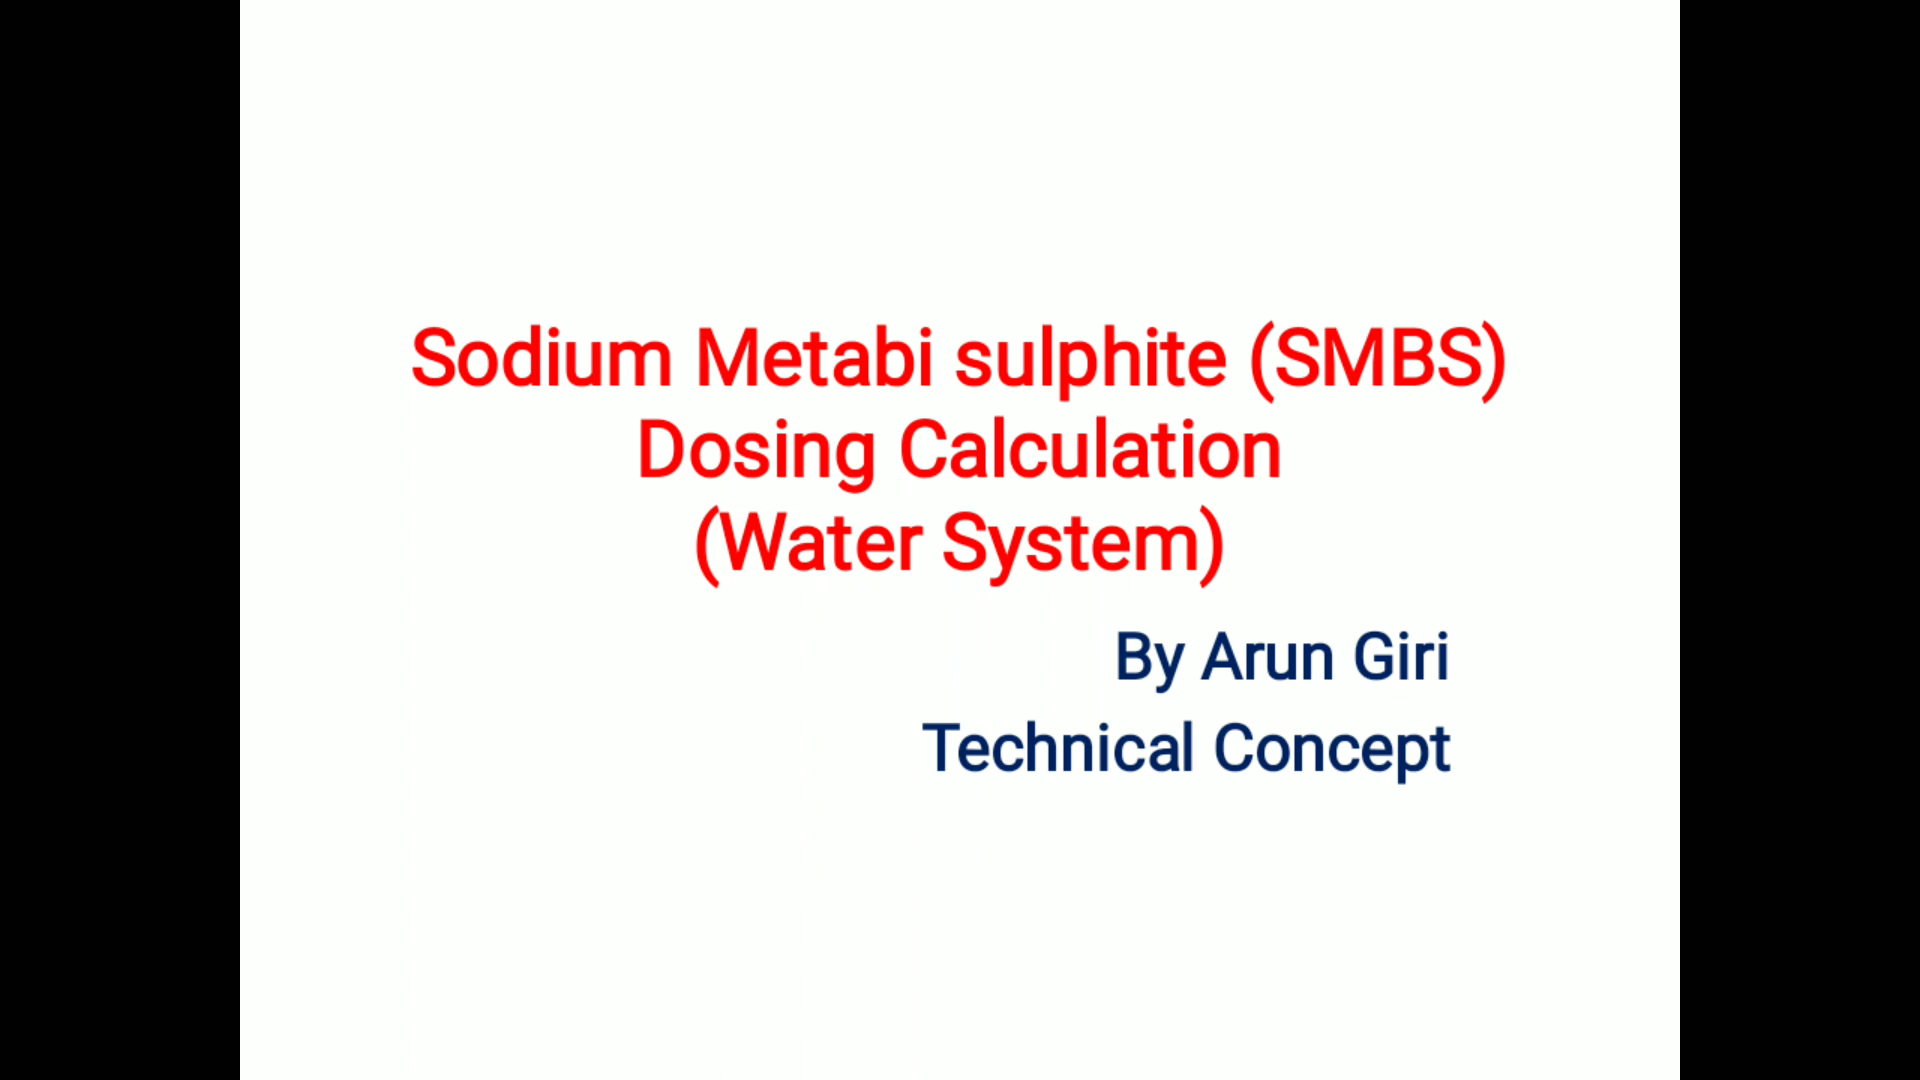 Sodium Metabi sulphite (SMBS)
Dosing Calculation
(Water System)
By Arun Giri
Technical Concept